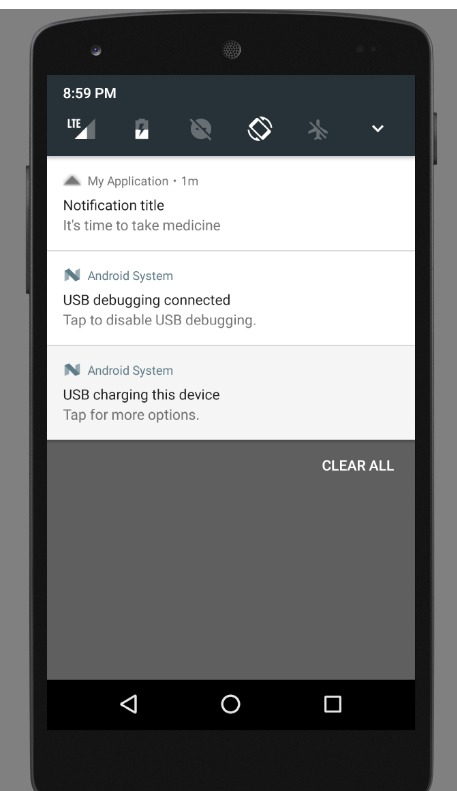 8:59 PM
LTE
My Application • 1m
Notification title
It's time to take medicine
Android System
USB debugging connected
Tap to disable USB debugging.
Android System
USB charging this device
Tap for more options.
CLEAR ALL